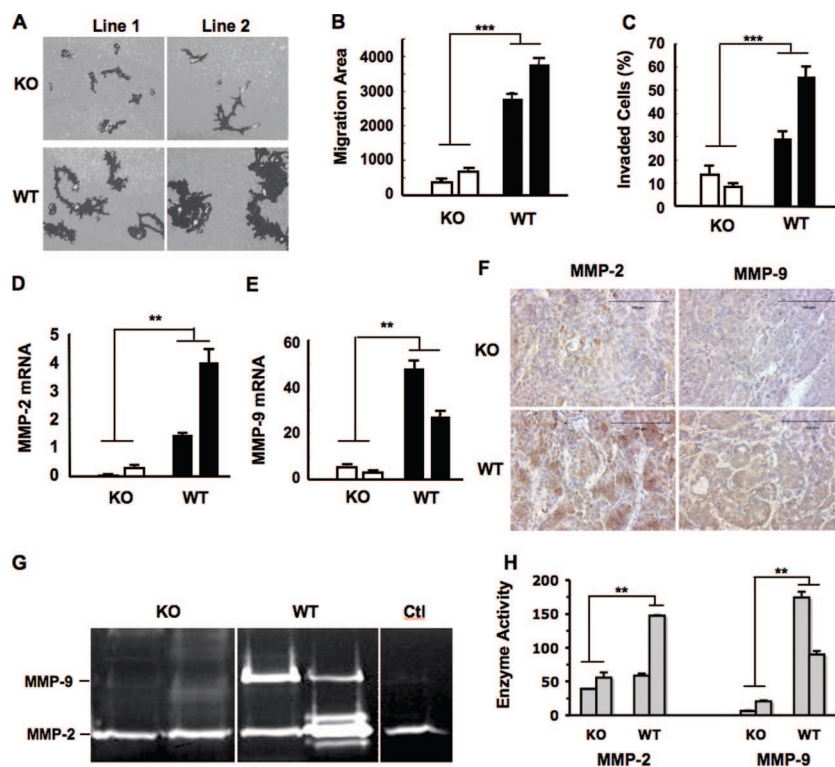 A
Line 1 Line 2
KO
WT
B
Migration Area
4000
3000
2000
1000
0
***
KO WT
C
Invaded Cells (%)
70
60
50
40
30
20
10
0
***
KO WT
D
MMP-2 mRNA
5
4
3
2
1
0
**
KO WT
E
MMP-9 mRNA
60
40
20
0
**
KO WT
F
MMP-2 MMP-9
KO
WT
G
KO WT Ctl
MMP-9
MMP-2
H
Enzyme Activity
200
150
100
50
0
** **
KO WT KO WT
MMP-2 MMP-9